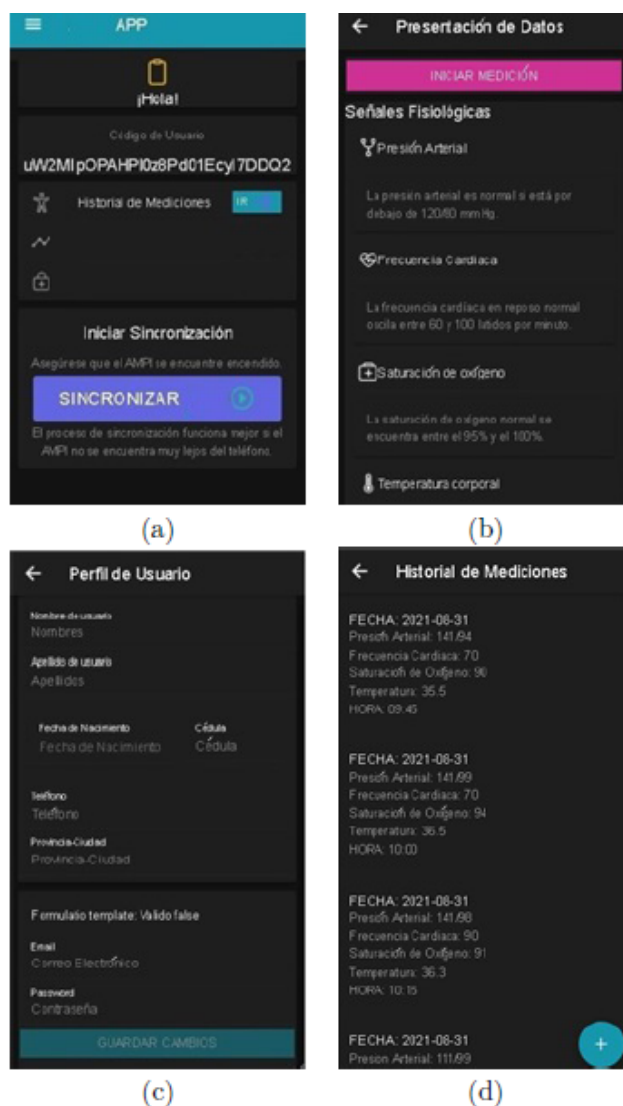 APP
¡Hola!
Código de Usuario
Historial de Mediciones IR
Iniciar Sincronización
Asegúrese que el AMPI se encuentre encendido.
SINCRONIZAR
El proceso de sincronización funciona mejor si el
AMPI no se encuentra muy lejos del teléfono.
(a)
Presentación de Datos
INICIAR MEDICIÓN
Señales Fisiológicas
Presión Arterial
La presión arterial es normal si está por
debajo de 120/80 mmHg.
Frecuencia Cardiaca
La frecuencia cardíaca en reposo normal
oscila entre 60 y 100 latidos por minuto.
Saturación de oxígeno
La saturación de oxígeno normal se
encuentra entre el 95% y el 100%.
Temperatura corporal
(b)
Perfil de Usuario
Nombre de usuario
Nombres
Apellido de usuario
Apellidos
Fecha de Nacimiento Cédula
Fecha de Nacimiento Cédula
Teléfono
Teléfono
Provincia-Ciudad
Provincia-Ciudad
Formulario template: Valido false
Email
Correo Electrónico
Password
Contraseña
GUARDAR CAMBIOS
(c)
Historial de Mediciones
FECHA: 2021-08-31
Presión Arterial: 141/94
Frecuencia Cardiaca: 70
Saturación de Oxígeno: 90
Temperatura: 35.5
HORA: 09:45
FECHA: 2021-08-31
Presión Arterial: 141/99
Frecuencia Cardiaca: 70
Saturación de Oxígeno: 94
Temperatura: 36.5
HORA: 10:00
FECHA: 2021-08-31
Presión Arterial: 141/98
Frecuencia Cardiaca: 90
Saturación de Oxígeno: 91
Temperatura: 36.3
HORA: 10:15
FECHA: 2021-08-31
Presion Arterial: 111/99
+
(d)